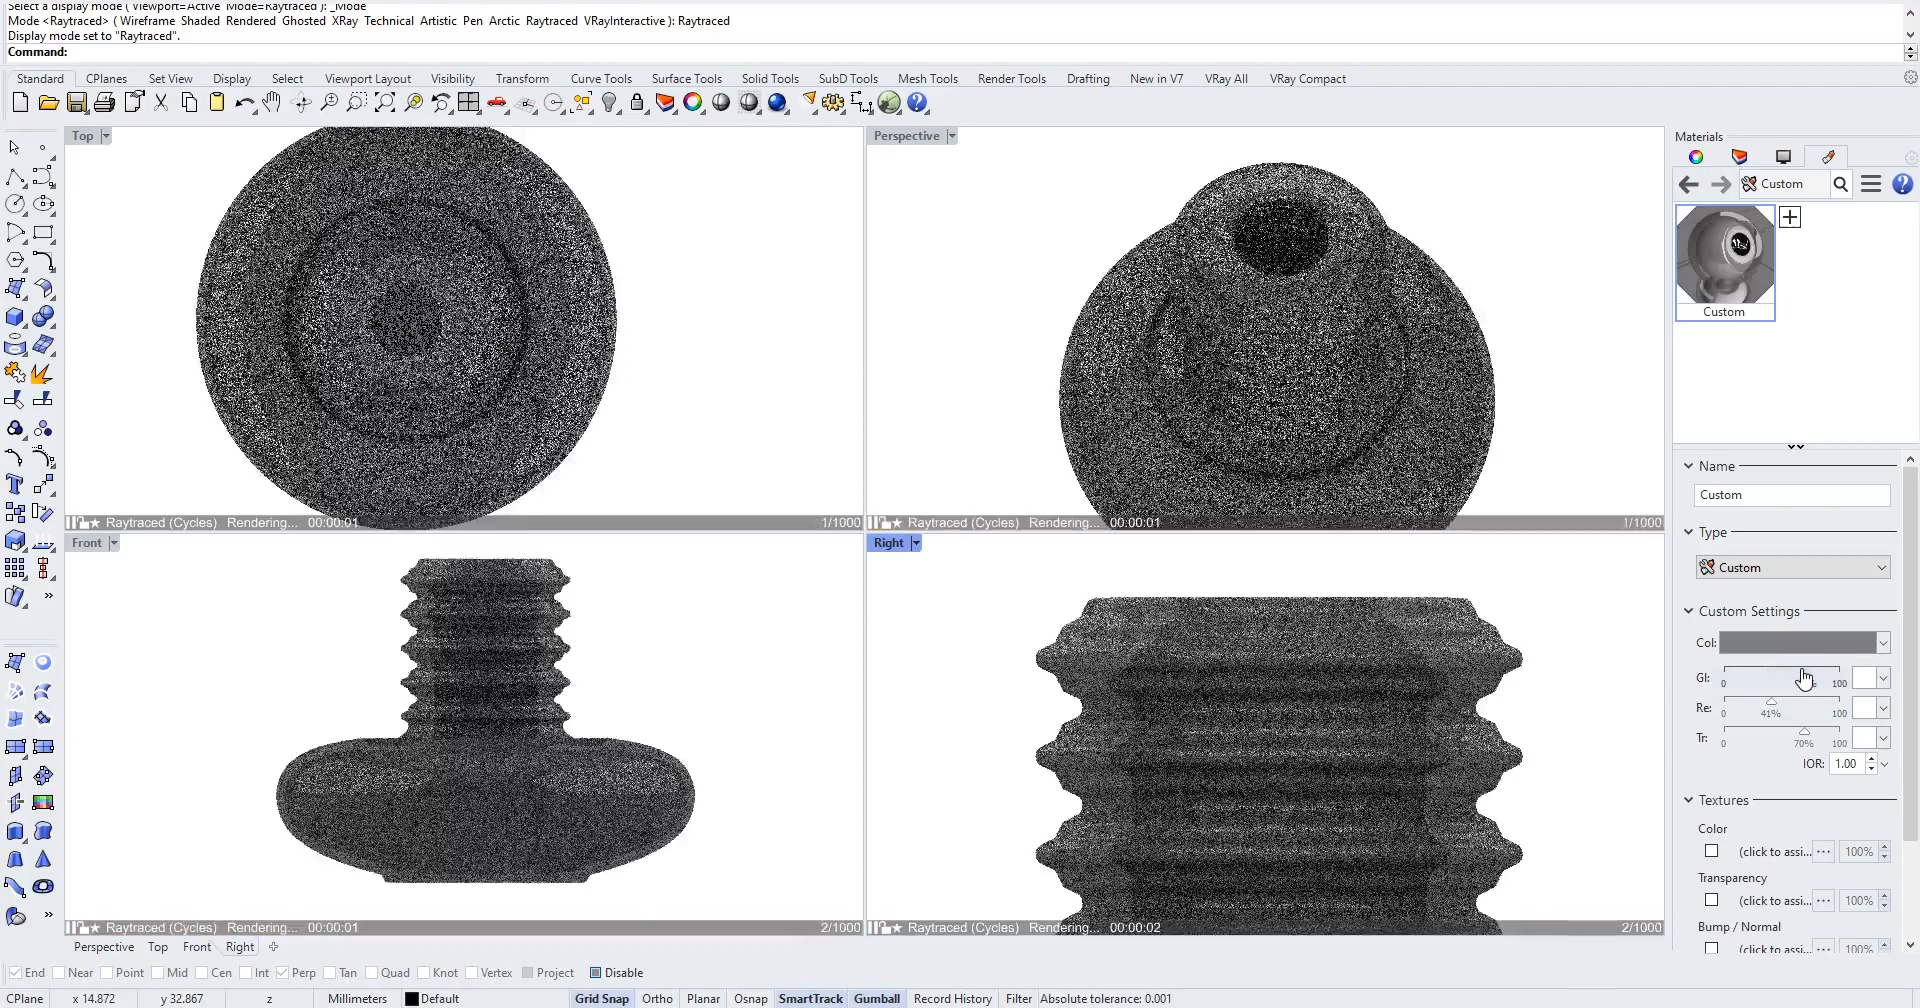 Select a display mode ( Viewport=Active  Mode=Raytraced ): _Mode
Mode <Raytraced> ( Wireframe  Shaded  Rendered  Ghosted  XRay  Technical  Artistic  Pen  Arctic  Raytraced  VRayInteractive ): Raytraced
Display mode set to "Raytraced".
Command:
Standard CPlanes Set View Display Select Viewport Layout Visibility Transform Curve Tools Surface Tools Solid Tools SubD Tools Mesh Tools Render Tools Drafting New in V7 VRay All VRay Compact
Top
Perspective
Materials
Custom
Custom
Name
Custom
Type
Custom
Custom Settings
Col:
Gl: 0 100
Re: 0 41% 100
Tr: 0 70% 100
IOR: 1.00
Textures
Color
(click to assi... 100%
Transparency
(click to assi... 100%
Bump / Normal
(click to assi... 100%
Raytraced (Cycles) Rendering... 00:00:01 1/1000
Raytraced (Cycles) Rendering... 00:00:01 1/1000
Front
Right
Raytraced (Cycles) Rendering... 00:00:01 2/1000
Raytraced (Cycles) Rendering... 00:00:02 2/1000
Perspective Top Front Right
End Near Point Mid Cen Int Perp Tan Quad Knot Vertex Project Disable
CPlane x 14.872 y 32.867 z Millimeters Default Grid Snap Ortho Planar Osnap SmartTrack Gumball Record History Filter Absolute tolerance: 0.001